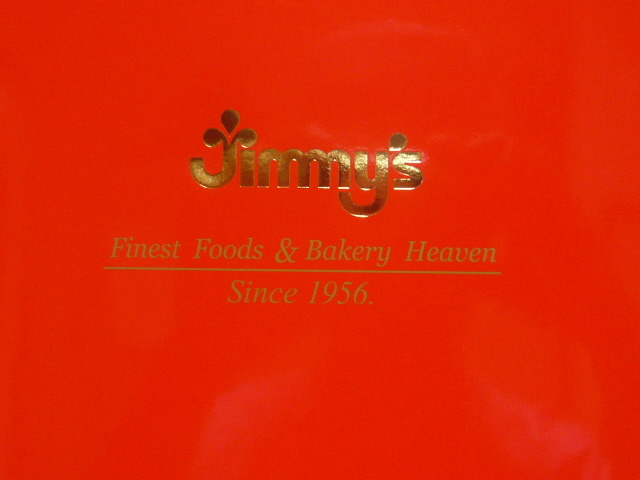 Jimmy's
Finest Foods & Bakery Heaven
Since 1956.